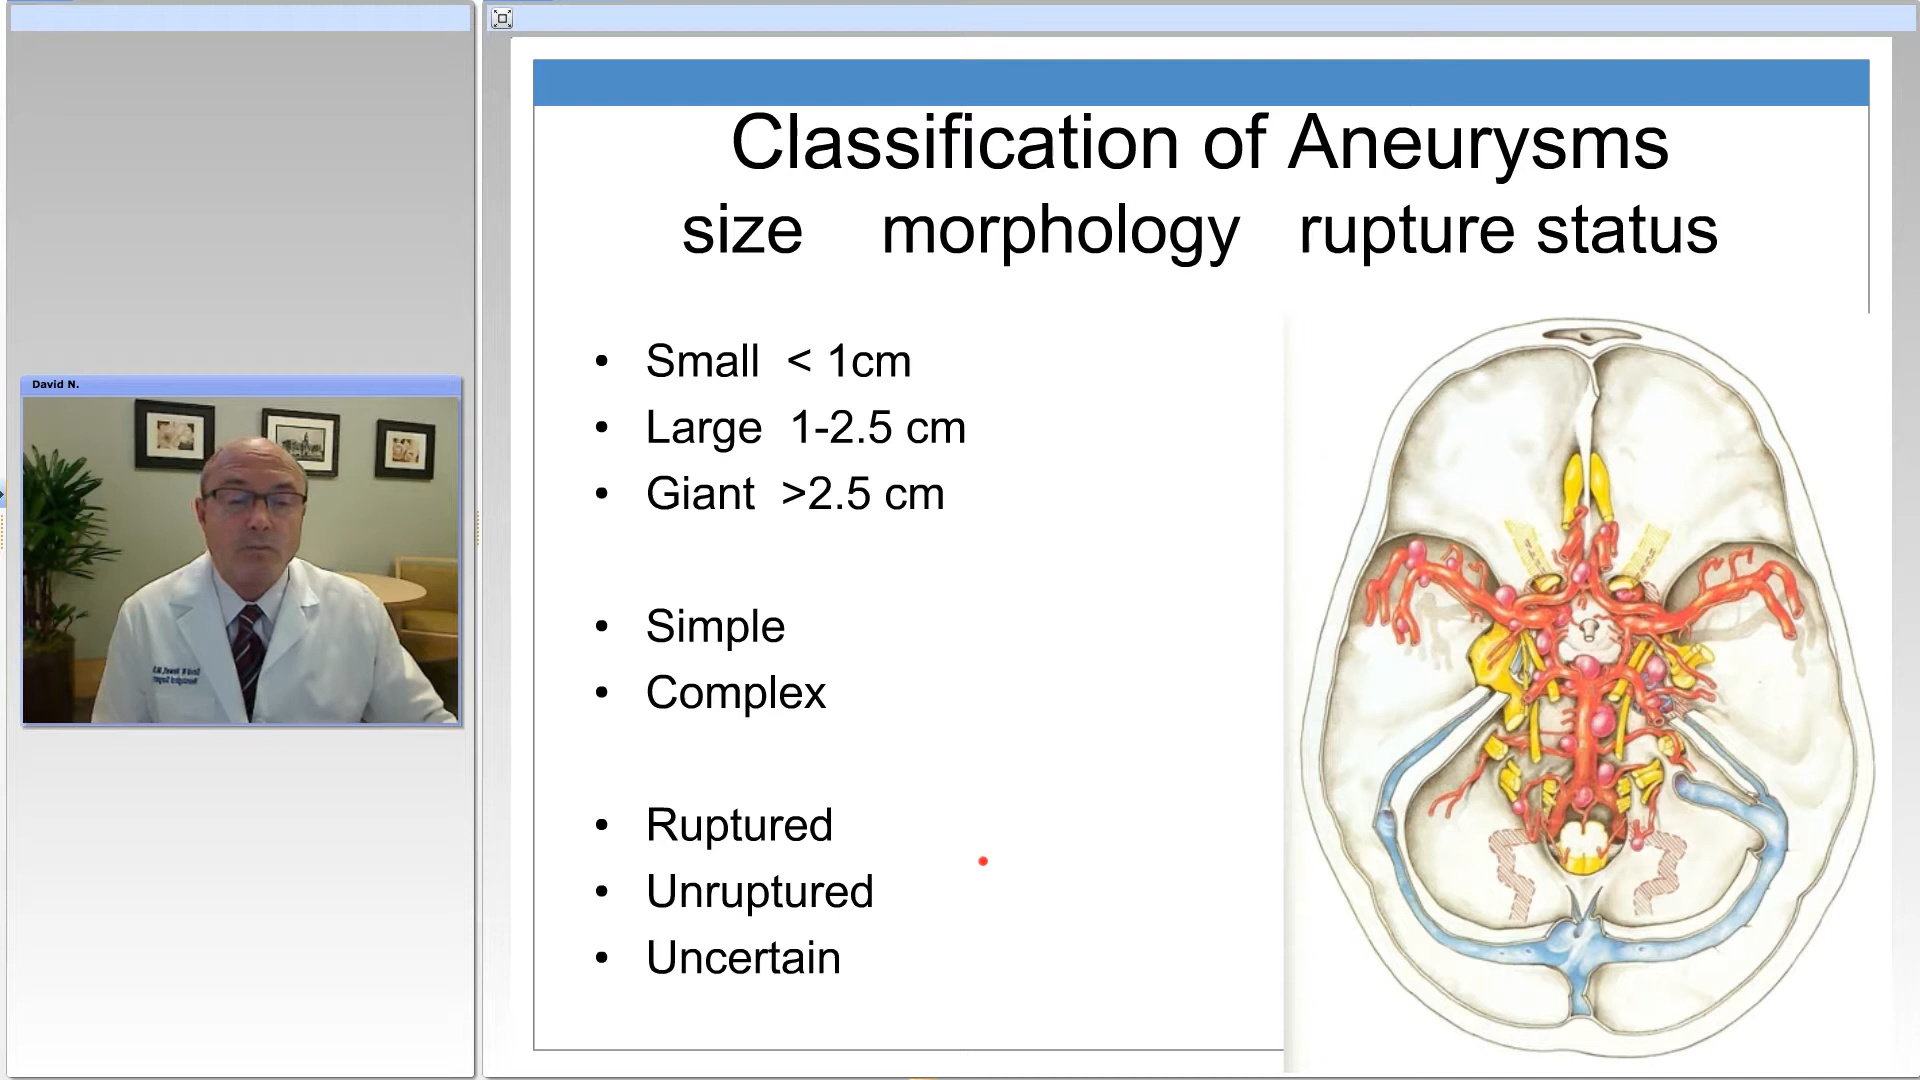 David N.
Classification of Aneurysms
size morphology rupture status
• Small < 1cm
• Large 1-2.5 cm
• Giant >2.5 cm
• Simple
• Complex
• Ruptured
• Unruptured
• Uncertain